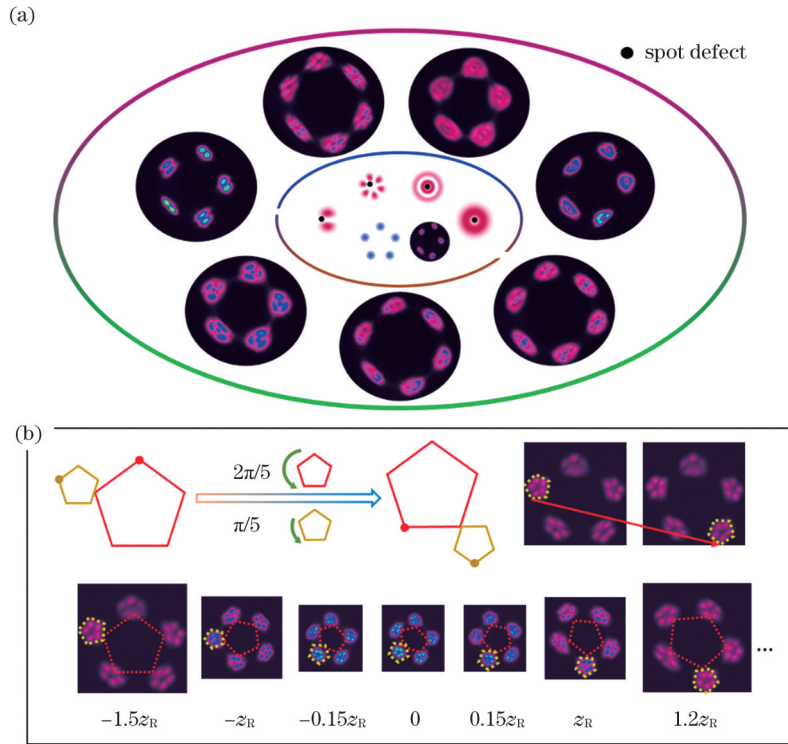 (a)
spot defect
(b)
2π/5
π/5
...
−1.5zR
−zR
−0.15zR
0
0.15zR
zR
1.2zR